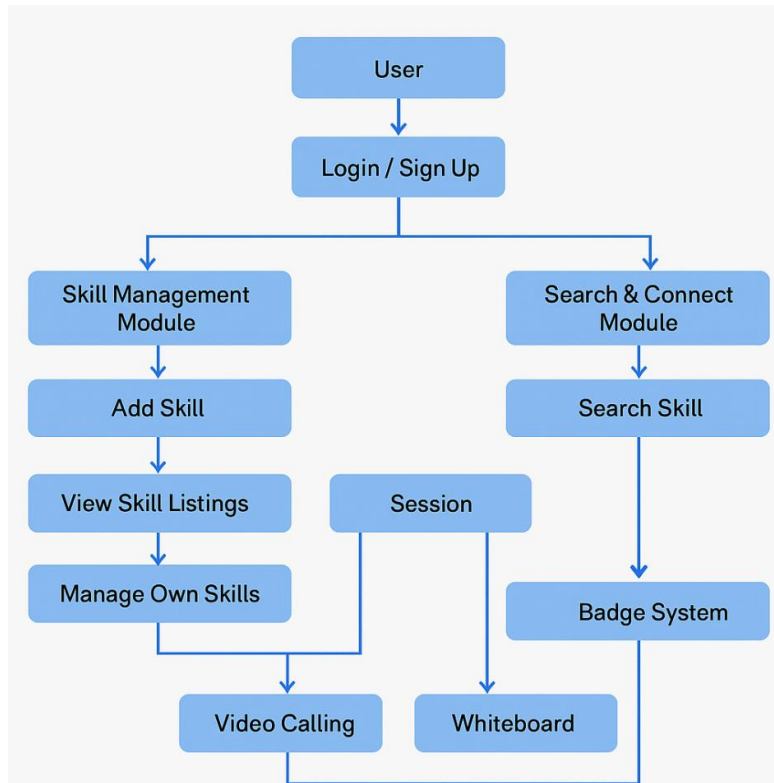 User
Login / Sign Up
Skill Management
Module
Search & Connect
Module
Add Skill
Search Skill
View Skill Listings
Session
Manage Own Skills
Badge System
Video Calling
Whiteboard